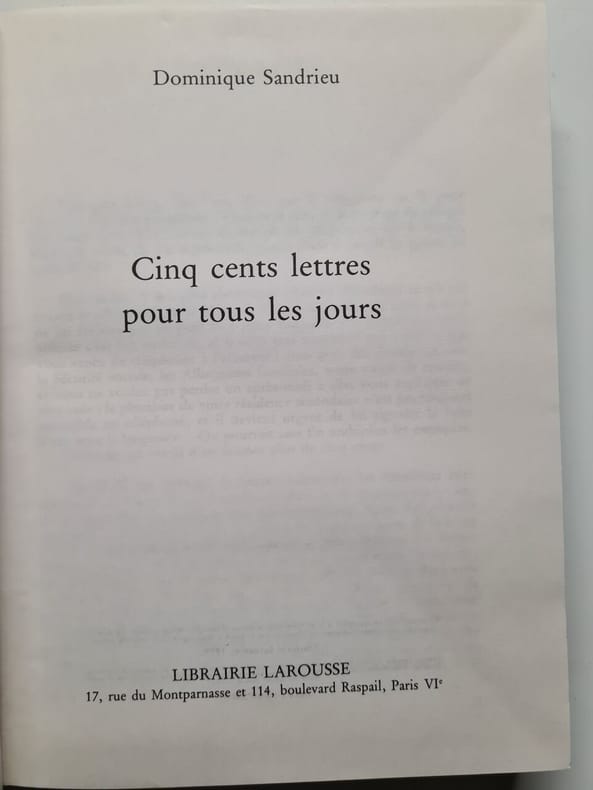 Dominique Sandrieu
Cinq cents lettres
pour tous les jours
LIBRAIRIE LAROUSSE
17, rue du Montparnasse et 114, boulevard Raspail, Paris VIᵉ